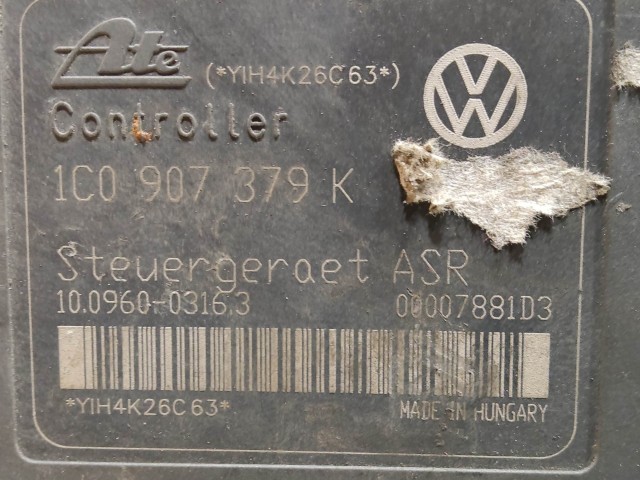 Ate (*YIH4K26C63*)
Controller
1C0 907 379 K
Steuergeraet ASR
10.0960-0316.3 00007881D3
*YIH4K26C63*
MADE IN HUNGARY